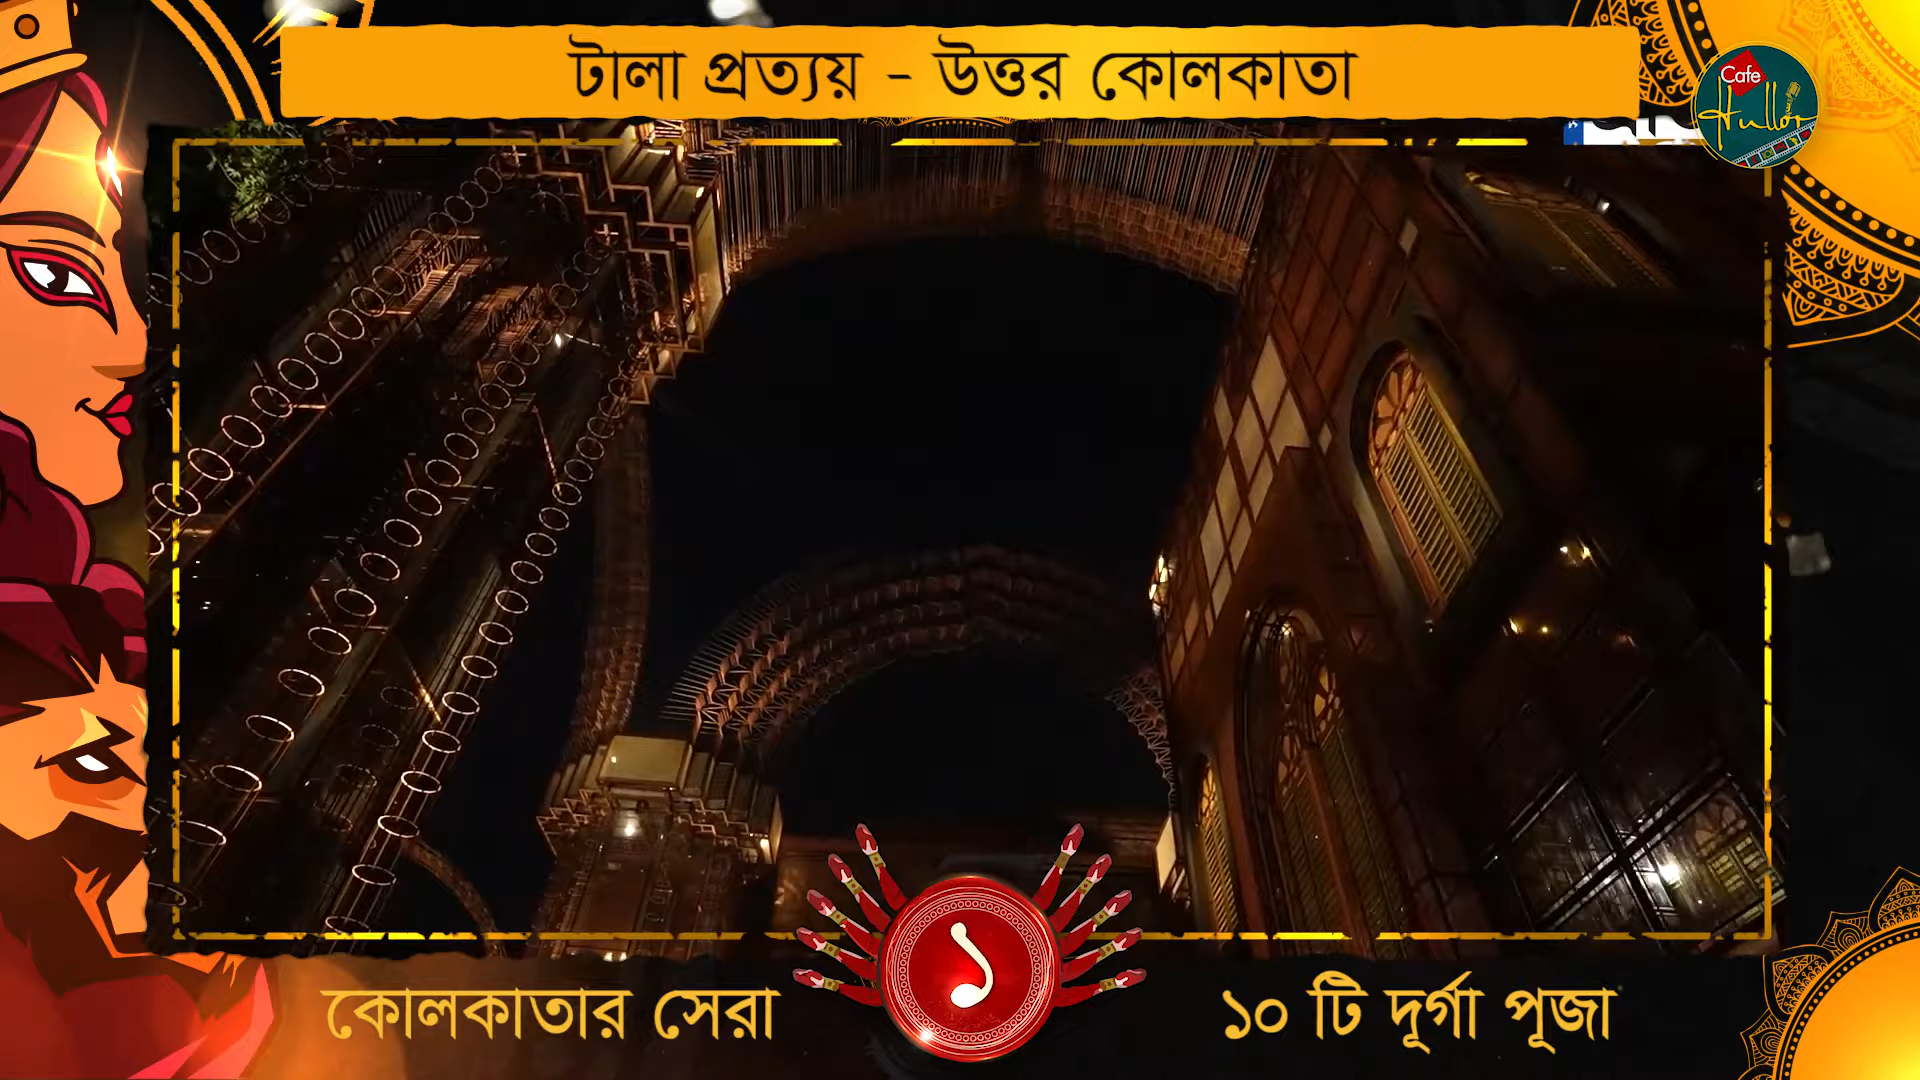 টালা প্রত্যয় - উত্তর কোলকাতা
Cafe
Hullor
১
কোলকাতার সেরা
১০ টি দূর্গা পূজা